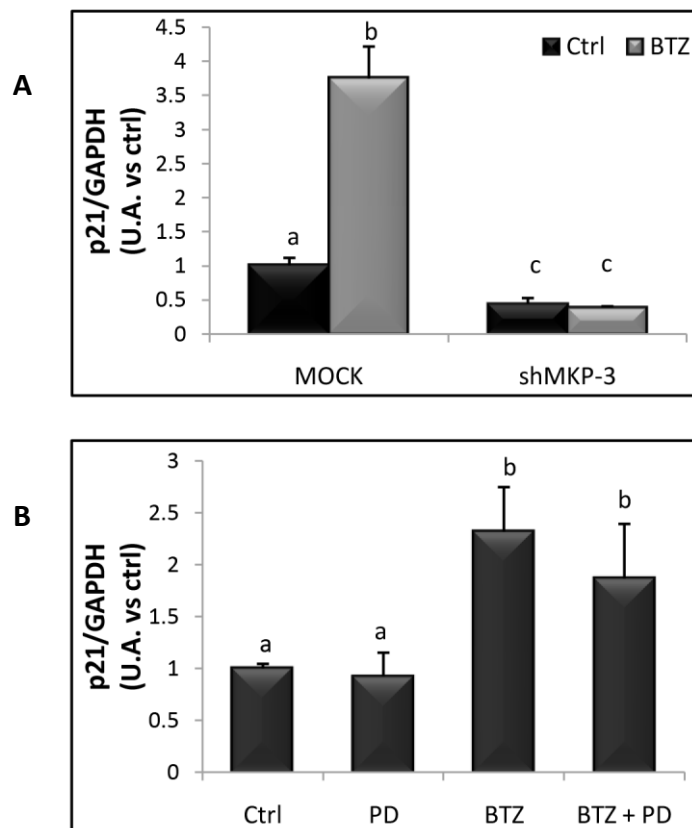 A
p21/GAPDH
(U.A. vs ctrl)
4.5
4
3.5
3
2.5
2
1.5
1
0.5
0
b
a
c c
Ctrl BTZ
MOCK shMKP-3
B
p21/GAPDH
(U.A. vs ctrl)
3
2.5
2
1.5
1
0.5
0
a a b b
Ctrl PD BTZ BTZ + PD